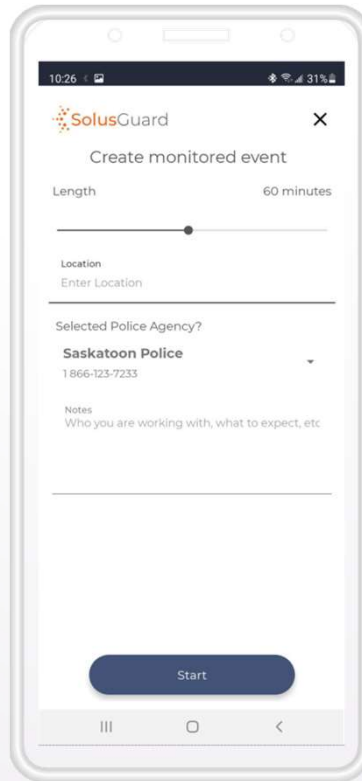 10:26
31%
SolusGuard
Create monitored event
Length 60 minutes
Location
Enter Location
Selected Police Agency?
Saskatoon Police
1 866-123-7233
Notes
Who you are working with, what to expect, etc
Start